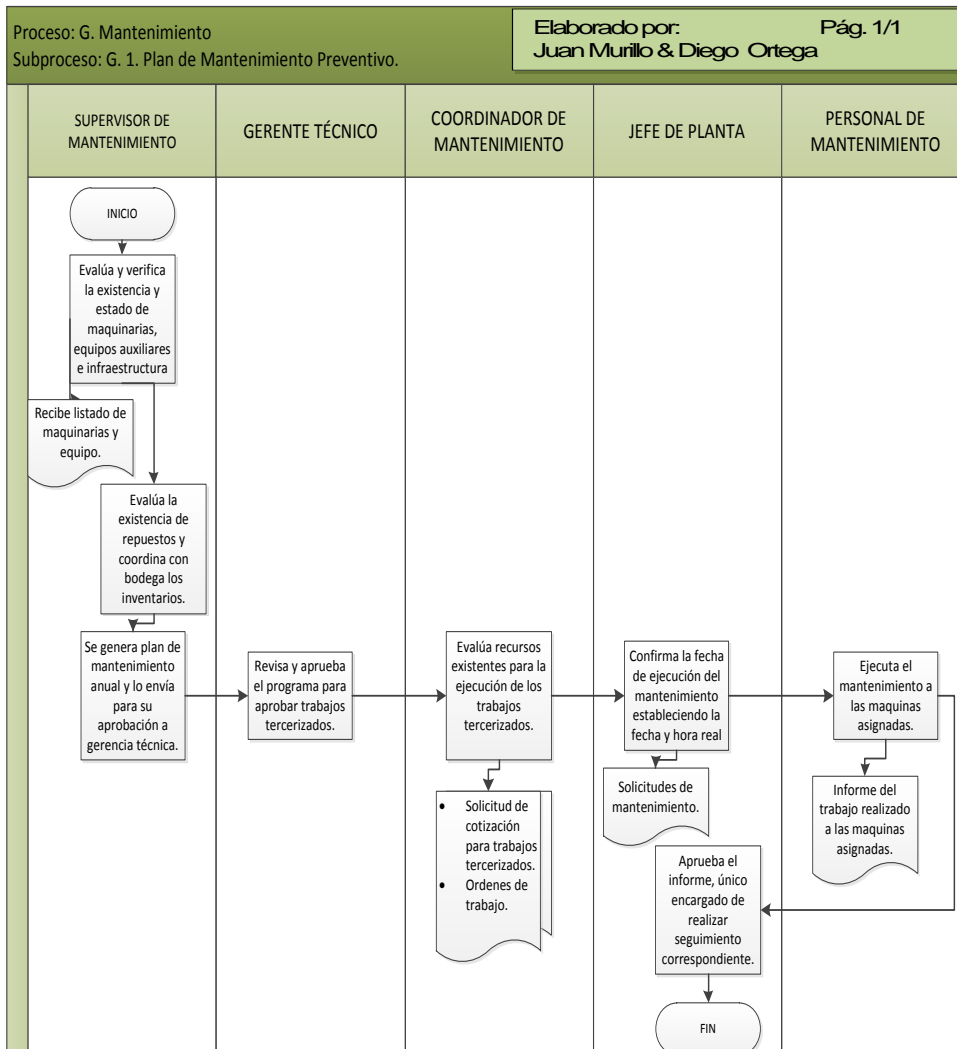 Proceso: G. Mantenimiento
Subproceso: G. 1. Plan de Mantenimiento Preventivo.
Elaborado por: Pág. 1/1
Juan Murillo & Diego Ortega
SUPERVISOR DE
MANTENIMIENTO
GERENTE TÉCNICO
COORDINADOR DE
MANTENIMIENTO
JEFE DE PLANTA
PERSONAL DE
MANTENIMIENTO
INICIO
Evalúa y verifica
la existencia y
estado de
maquinarias,
equipos auxiliares
e infraestructura
Recibe listado de
maquinarias y
equipo.
Evalúa la
existencia de
repuestos y
coordina con
bodega los
inventarios.
Se genera plan de
mantenimiento
anual y lo envía
para su
aprobación a
gerencia técnica.
Revisa y aprueba
el programa para
aprobar trabajos
tercerizados.
Evalúa recursos
existentes para la
ejecución de los
trabajos
tercerizados.
• Solicitud de
cotización
para trabajos
tercerizados.
• Ordenes de
trabajo.
Confirma la fecha
de ejecución del
mantenimiento
estableciendo la
fecha y hora real
Solicitudes de
mantenimiento.
Ejecuta el
mantenimiento a
las maquinas
asignadas.
Informe del
trabajo realizado
a las maquinas
asignadas.
Aprueba el
informe, único
encargado de
realizar
seguimiento
correspondiente.
FIN